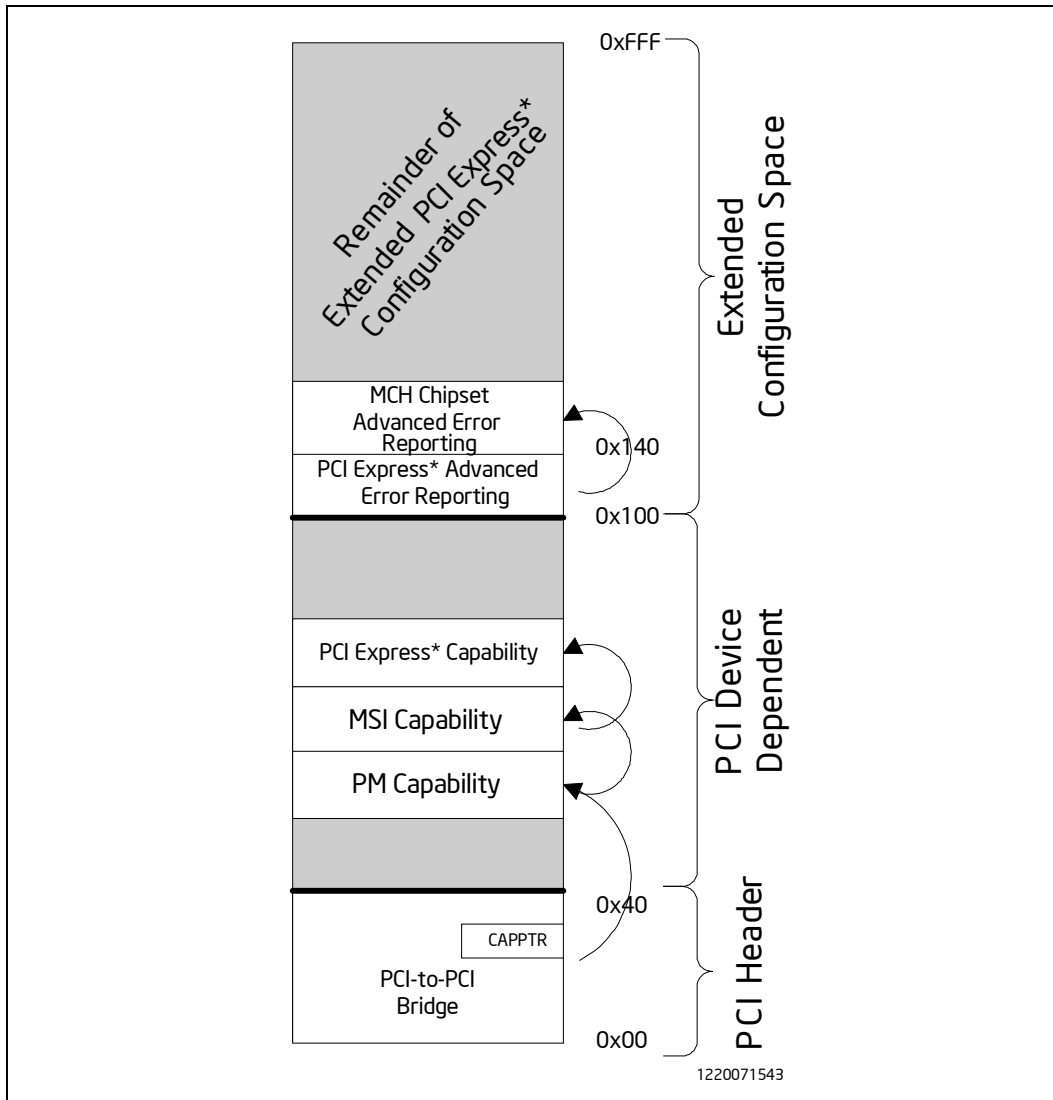 0xFFF
Remainder of
Extended PCI Express*
Configuration Space
Extended
Configuration Space
MCH Chipset
Advanced Error
Reporting
0x140
PCI Express* Advanced
Error Reporting
0x100
PCI Express* Capability
MSI Capability
PM Capability
PCI Device
Dependent
0x40
CAPPTR
PCI-to-PCI
Bridge
PCI Header
0x00
1220071543